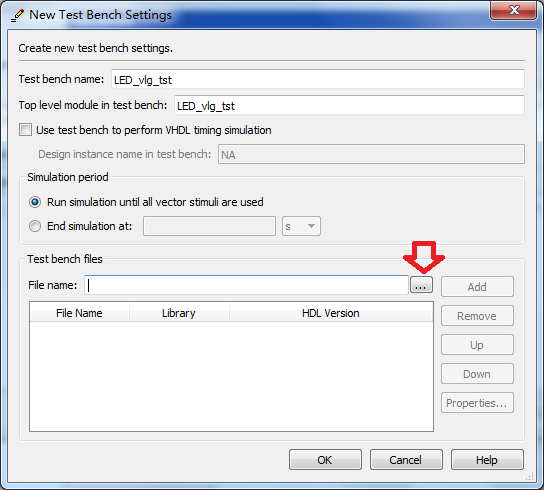 New Test Bench Settings
Create new test bench settings.
Test bench name: LED_vlg_tst
Top level module in test bench: LED_vlg_tst
Use test bench to perform VHDL timing simulation
Design instance name in test bench: NA
Simulation period
Run simulation until all vector stimuli are used
End simulation at: s
Test bench files
File name: ... Add
File Name Library HDL Version
Remove
Up
Down
Properties...
OK Cancel Help